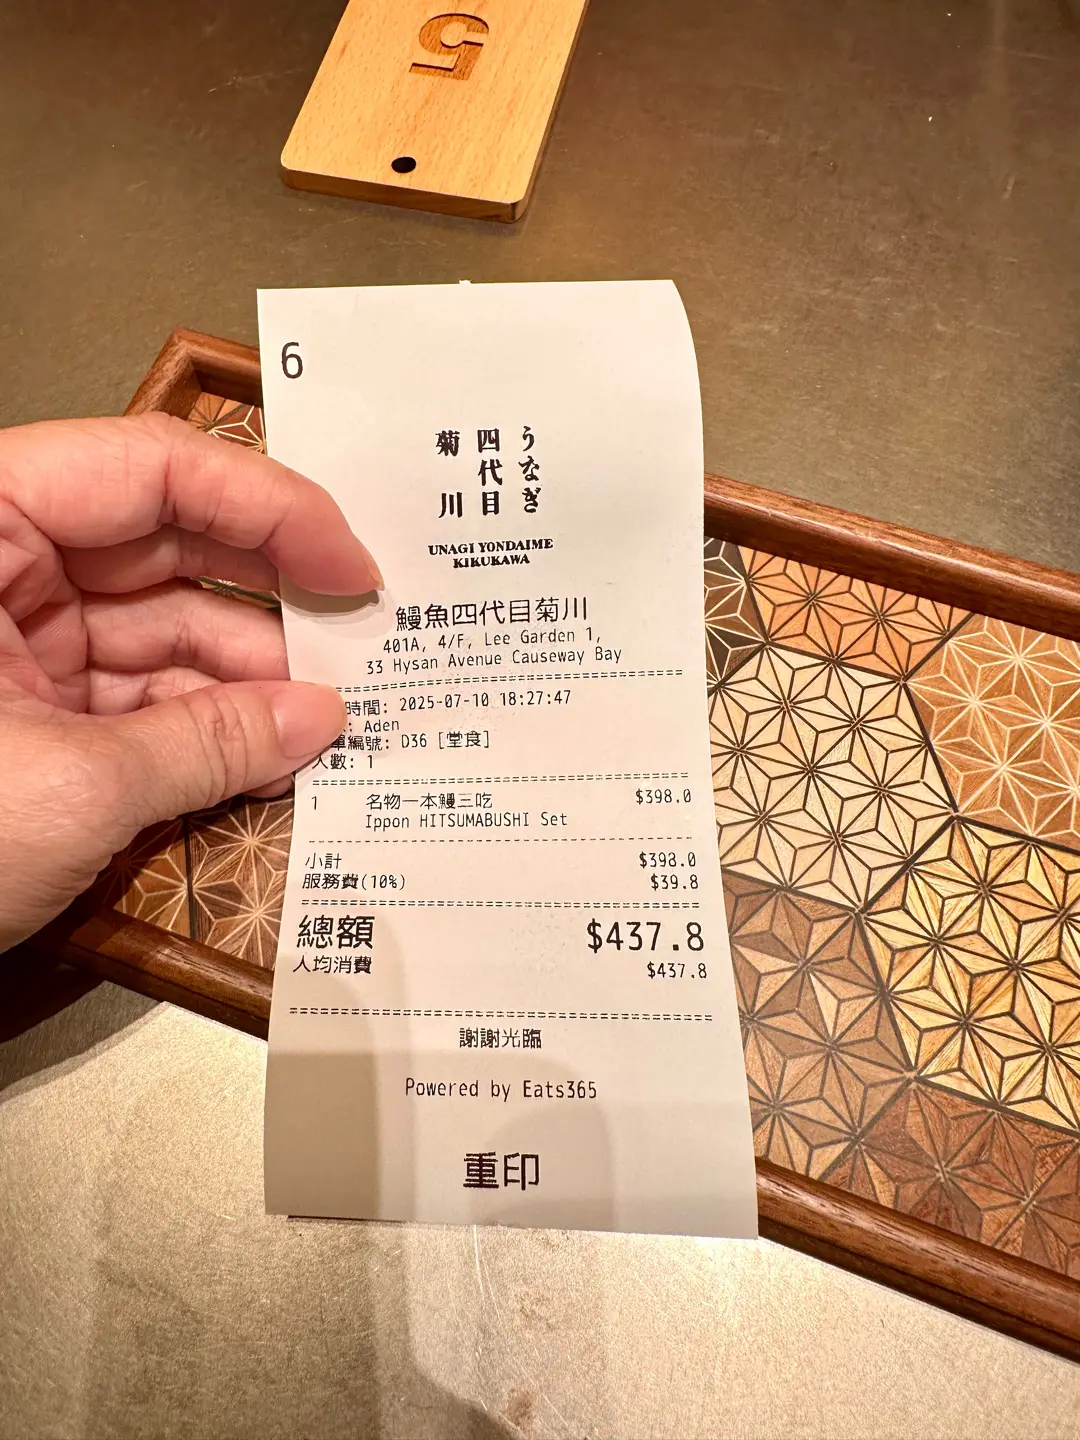 5
6
うなぎ
四代目
菊川
UNAGI YONDAIME
KIKUKAWA
鰻魚四代目菊川
401A, 4/F, Lee Garden 1,
33 Hysan Avenue Causeway Bay
時間: 2025-07-10 18:27:47
: Aden
單編號: D36 [堂食]
人數: 1
1 名物一本鰻三吃 $398.0
Ippon HITSUMABUSHI Set
小計 $398.0
服務費(10%) $39.8
總額 $437.8
人均消費 $437.8
謝謝光臨
Powered by Eats365
重印